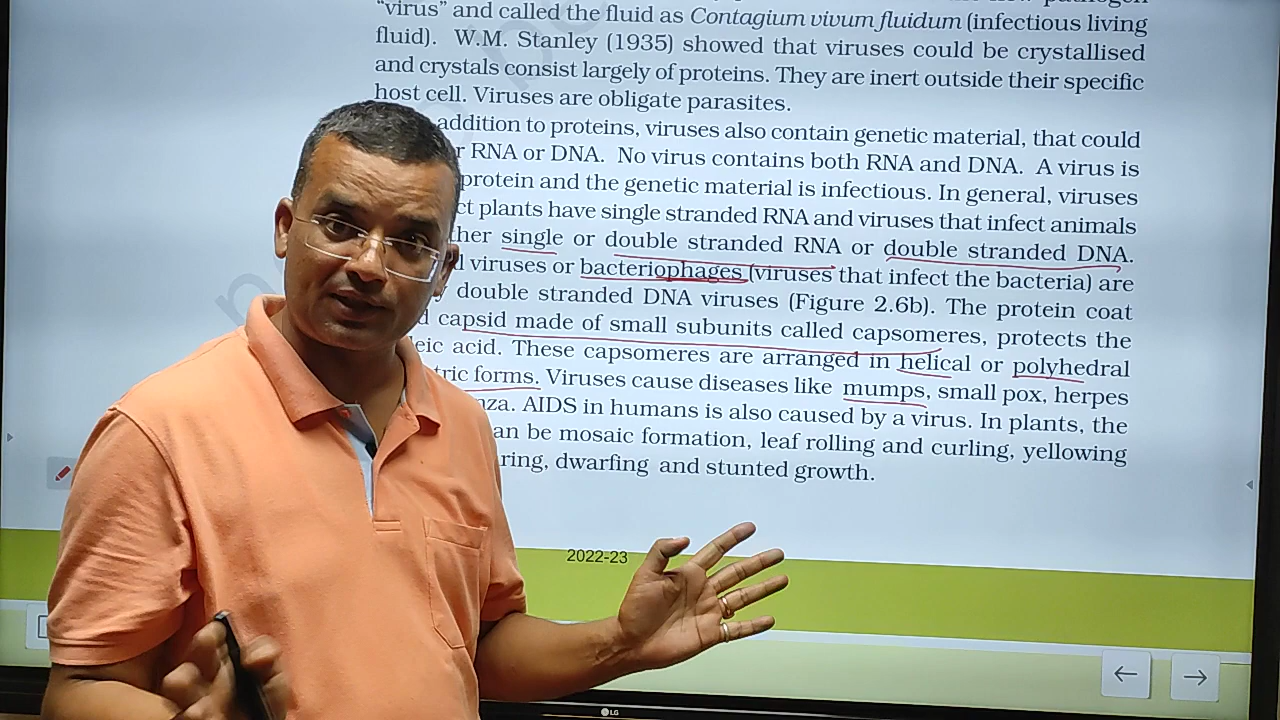 “virus” and called the fluid as Contagium vivum fluidum (infectious living
fluid). W.M. Stanley (1935) showed that viruses could be crystallised
and crystals consist largely of proteins. They are inert outside their specific
host cell. Viruses are obligate parasites.
addition to proteins, viruses also contain genetic material, that could
r RNA or DNA. No virus contains both RNA and DNA. A virus is
protein and the genetic material is infectious. In general, viruses
ct plants have single stranded RNA and viruses that infect animals
ther single or double stranded RNA or double stranded DNA.
l viruses or bacteriophages (viruses that infect the bacteria) are
y double stranded DNA viruses (Figure 2.6b). The protein coat
d capsid made of small subunits called capsomeres, protects the
leic acid. These capsomeres are arranged in helical or polyhedral
tric forms. Viruses cause diseases like mumps, small pox, herpes
nza. AIDS in humans is also caused by a virus. In plants, the
an be mosaic formation, leaf rolling and curling, yellowing
ring, dwarfing and stunted growth.
2022-23
LG